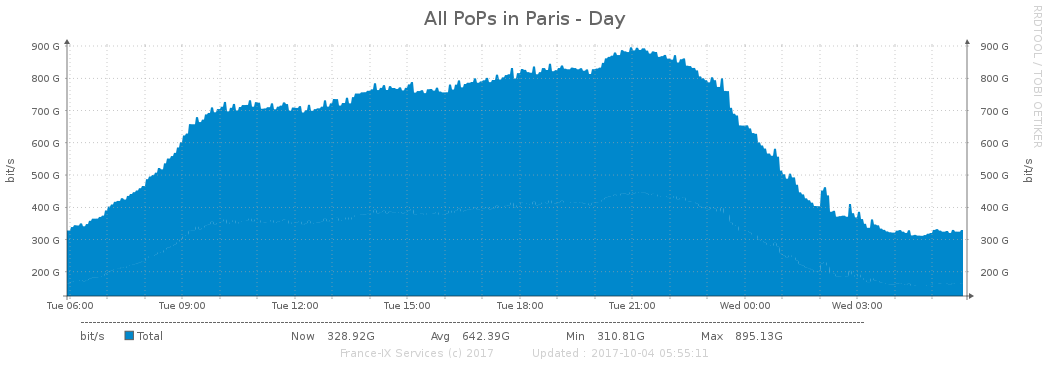 All PoPs in Paris - Day
RRDTOOL / TOBI OETIKER
bit/s
900 G 900 G
800 G 800 G
700 G 700 G
600 G 600 G
500 G 500 G
400 G 400 G
300 G 300 G
200 G 200 G
bit/s
Tue 06:00 Tue 09:00 Tue 12:00 Tue 15:00 Tue 18:00 Tue 21:00 Wed 00:00 Wed 03:00
bit/s Total Now 328.92G Avg 642.39G Min 310.81G Max 895.13G
France-IX Services (c) 2017 Updated : 2017-10-04 05:55:11